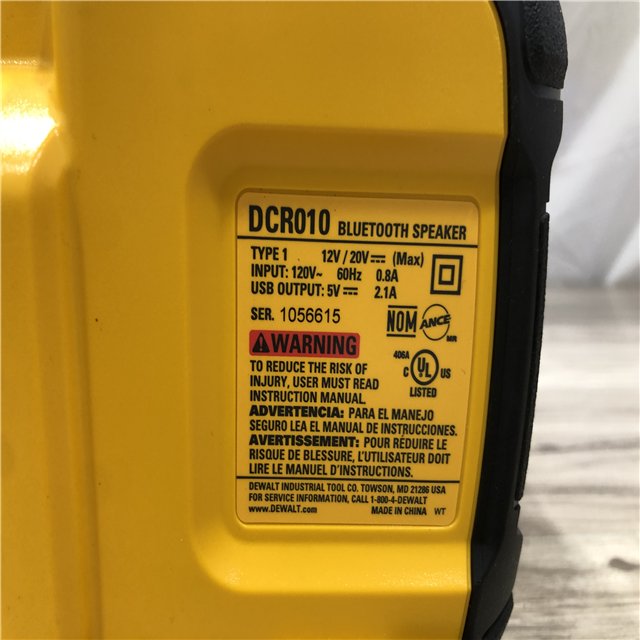 DCR010 BLUETOOTH SPEAKER
TYPE 1 12V / 20V⎓ (Max)
INPUT: 120V~ 60Hz 0.8A
USB OUTPUT: 5V⎓ 2.1A
SER. 1056615
NOM ANCE MR
WARNING
406A
C UL US
LISTED
TO REDUCE THE RISK OF
INJURY, USER MUST READ
INSTRUCTION MANUAL.
ADVERTENCIA: PARA EL MANEJO
SEGURO LEA EL MANUAL DE INSTRUCCIONES.
AVERTISSEMENT: POUR RÉDUIRE LE
RISQUE DE BLESSURE, L'UTILISATEUR DOIT
LIRE LE MANUEL D'INSTRUCTIONS.
DEWALT INDUSTRIAL TOOL CO. TOWSON, MD 21286 USA
FOR SERVICE INFORMATION, CALL 1-800-4-DEWALT
www.DEWALT.com MADE IN CHINA WT